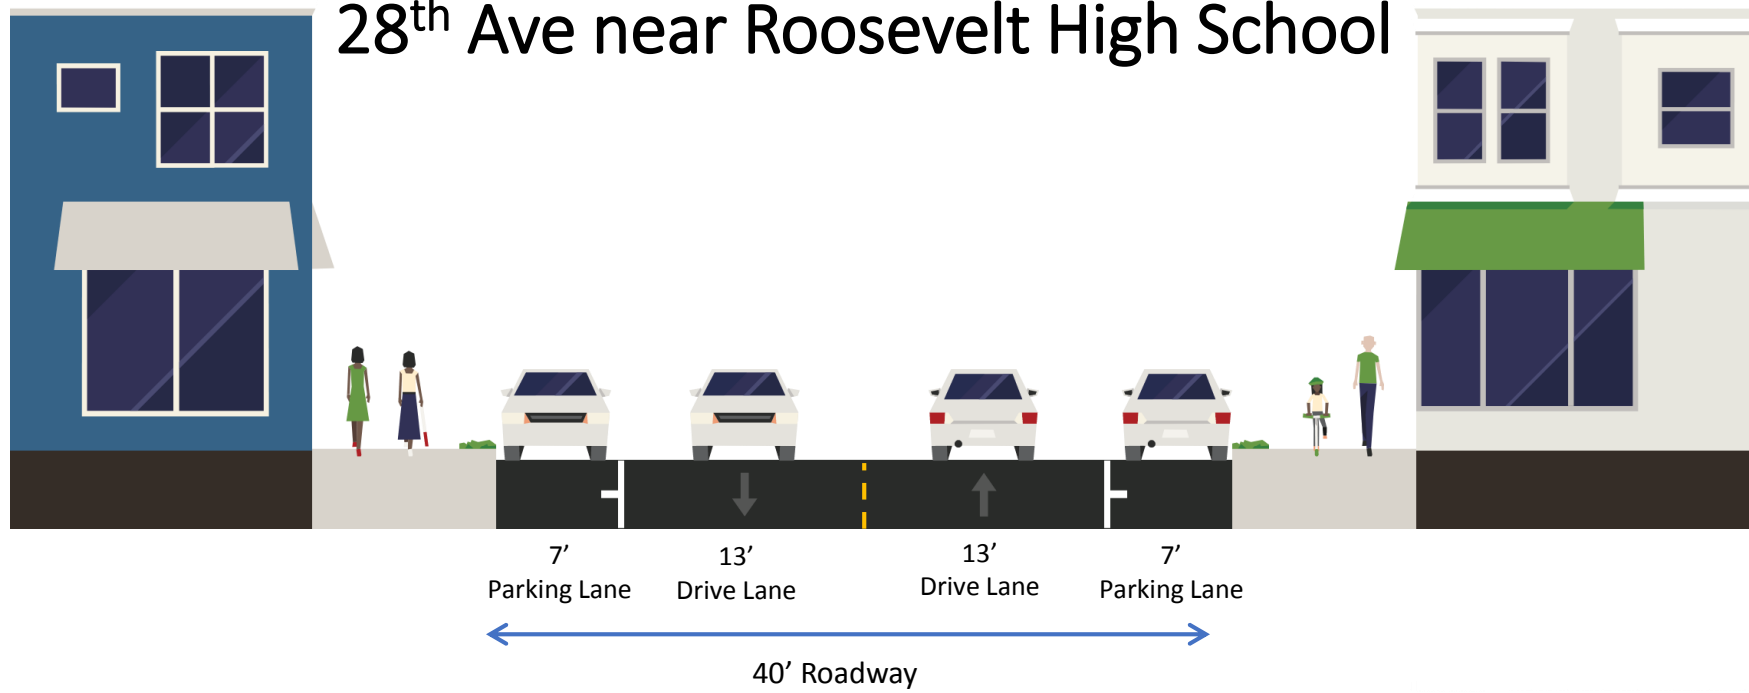 28th Ave near Roosevelt High School
7’
Parking Lane
13’
Drive Lane
13’
Drive Lane
7’
Parking Lane
40’ Roadway